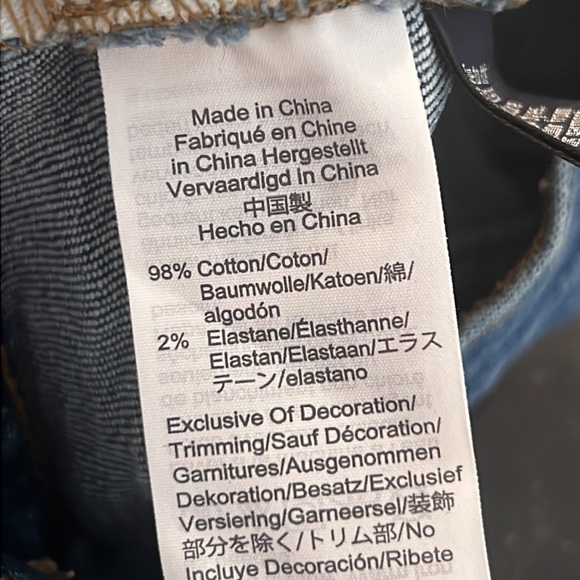 Made in China
Fabriqué en Chine
in China Hergestellt
Vervaardigd in China
中国製
Hecho en China
98% Cotton/Coton/
Baumwolle/Katoen/綿/
algodón
2% Elastane/Élasthanne/
Elastan/Elastaan/エラス
テーン/elastano
Exclusive Of Decoration/
Trimming/Sauf Décoration/
Garnitures/Ausgenommen
Dekoration/Besatz/Exclusief
Versiering/Garneersel/装飾
部分を除く/トリム部/No
Incluye Decoración/Ribete